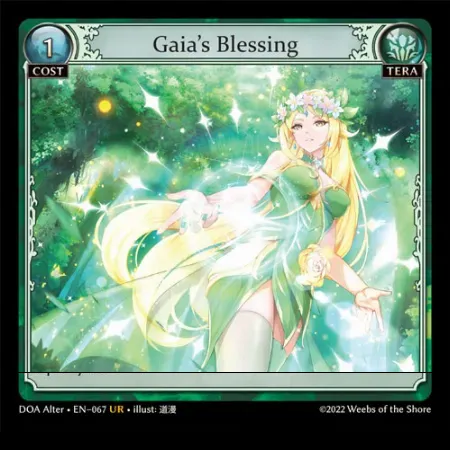 1
Gaia's Blessing
COST
TERA
DOA Alter • EN-067 UR • illust: 道漫
©2022 Weebs of the Shore